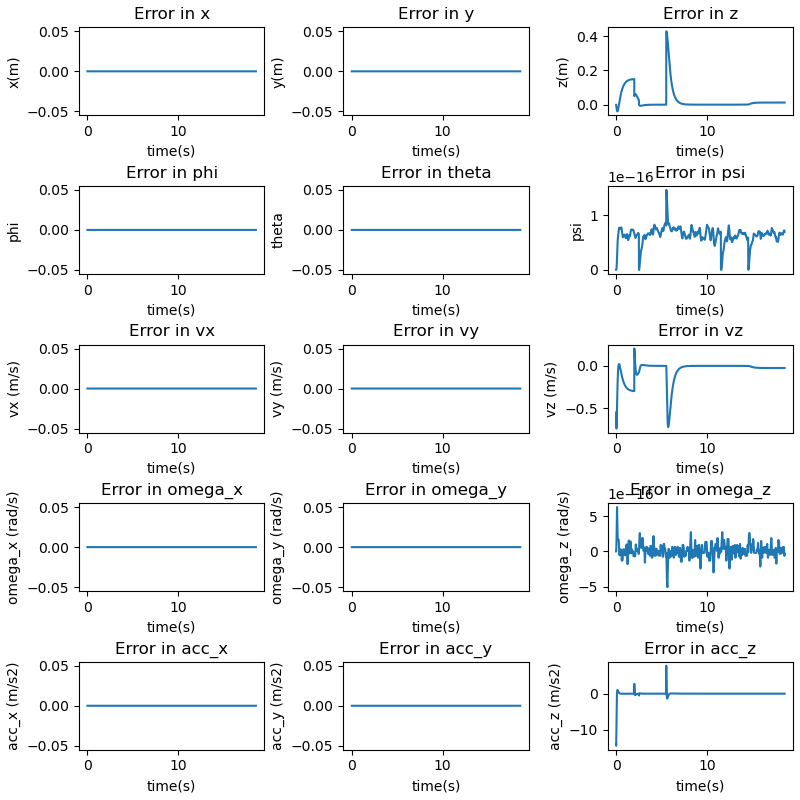 Error in x
Error in y
Error in z
0.05
0.00
−0.05
x(m)
0
10
time(s)
0.05
0.00
−0.05
y(m)
0
10
time(s)
0.4
0.2
0.0
z(m)
0
10
time(s)
Error in phi
Error in theta
1e−16
Error in psi
0.05
0.00
−0.05
phi
0
10
time(s)
0.05
0.00
−0.05
theta
0
10
time(s)
1
0
psi
0
10
time(s)
Error in vx
Error in vy
Error in vz
0.05
0.00
−0.05
vx (m/s)
0
10
time(s)
0.05
0.00
−0.05
vy (m/s)
0
10
time(s)
0.0
−0.5
vz (m/s)
0
10
time(s)
Error in omega_x
Error in omega_y
1e−16
Error in omega_z
0.05
0.00
−0.05
omega_x (rad/s)
0
10
time(s)
0.05
0.00
−0.05
omega_y (rad/s)
0
10
time(s)
5
0
−5
omega_z (rad/s)
0
10
time(s)
Error in acc_x
Error in acc_y
Error in acc_z
0.05
0.00
−0.05
acc_x (m/s2)
0
10
time(s)
0.05
0.00
−0.05
acc_y (m/s2)
0
10
time(s)
0
−10
acc_z (m/s2)
0
10
time(s)